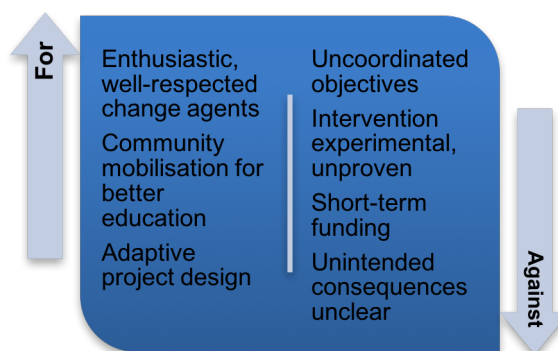 For
Enthusiastic,
well-respected
change agents
Community
mobilisation for
better
education
Adaptive
project design
Uncoordinated
objectives
Intervention
experimental,
unproven
Short-term
funding
Unintended
consequences
unclear
Against